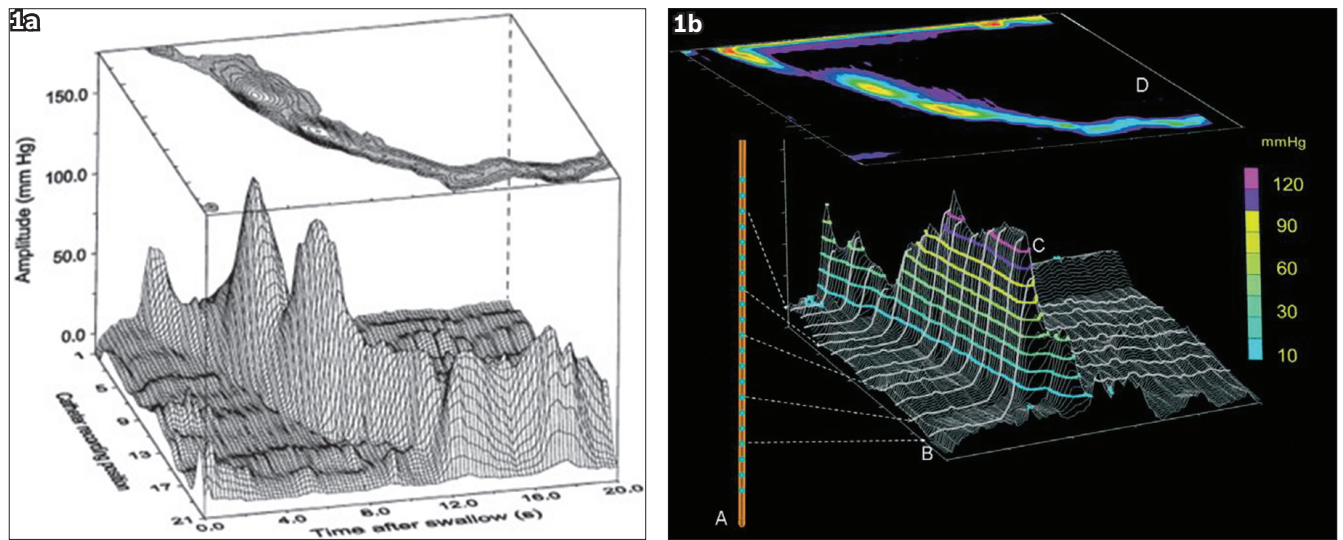 1a
150.0
100.0
50.0
0.0
Amplitude (mm Hg)
1
5
9
13
17
21
Catheter recording position
0.0
4.0
8.0
12.0
16.0
20.0
Time after swallow (s)
1b
D
mmHg
120
90
60
30
10
C
B
A